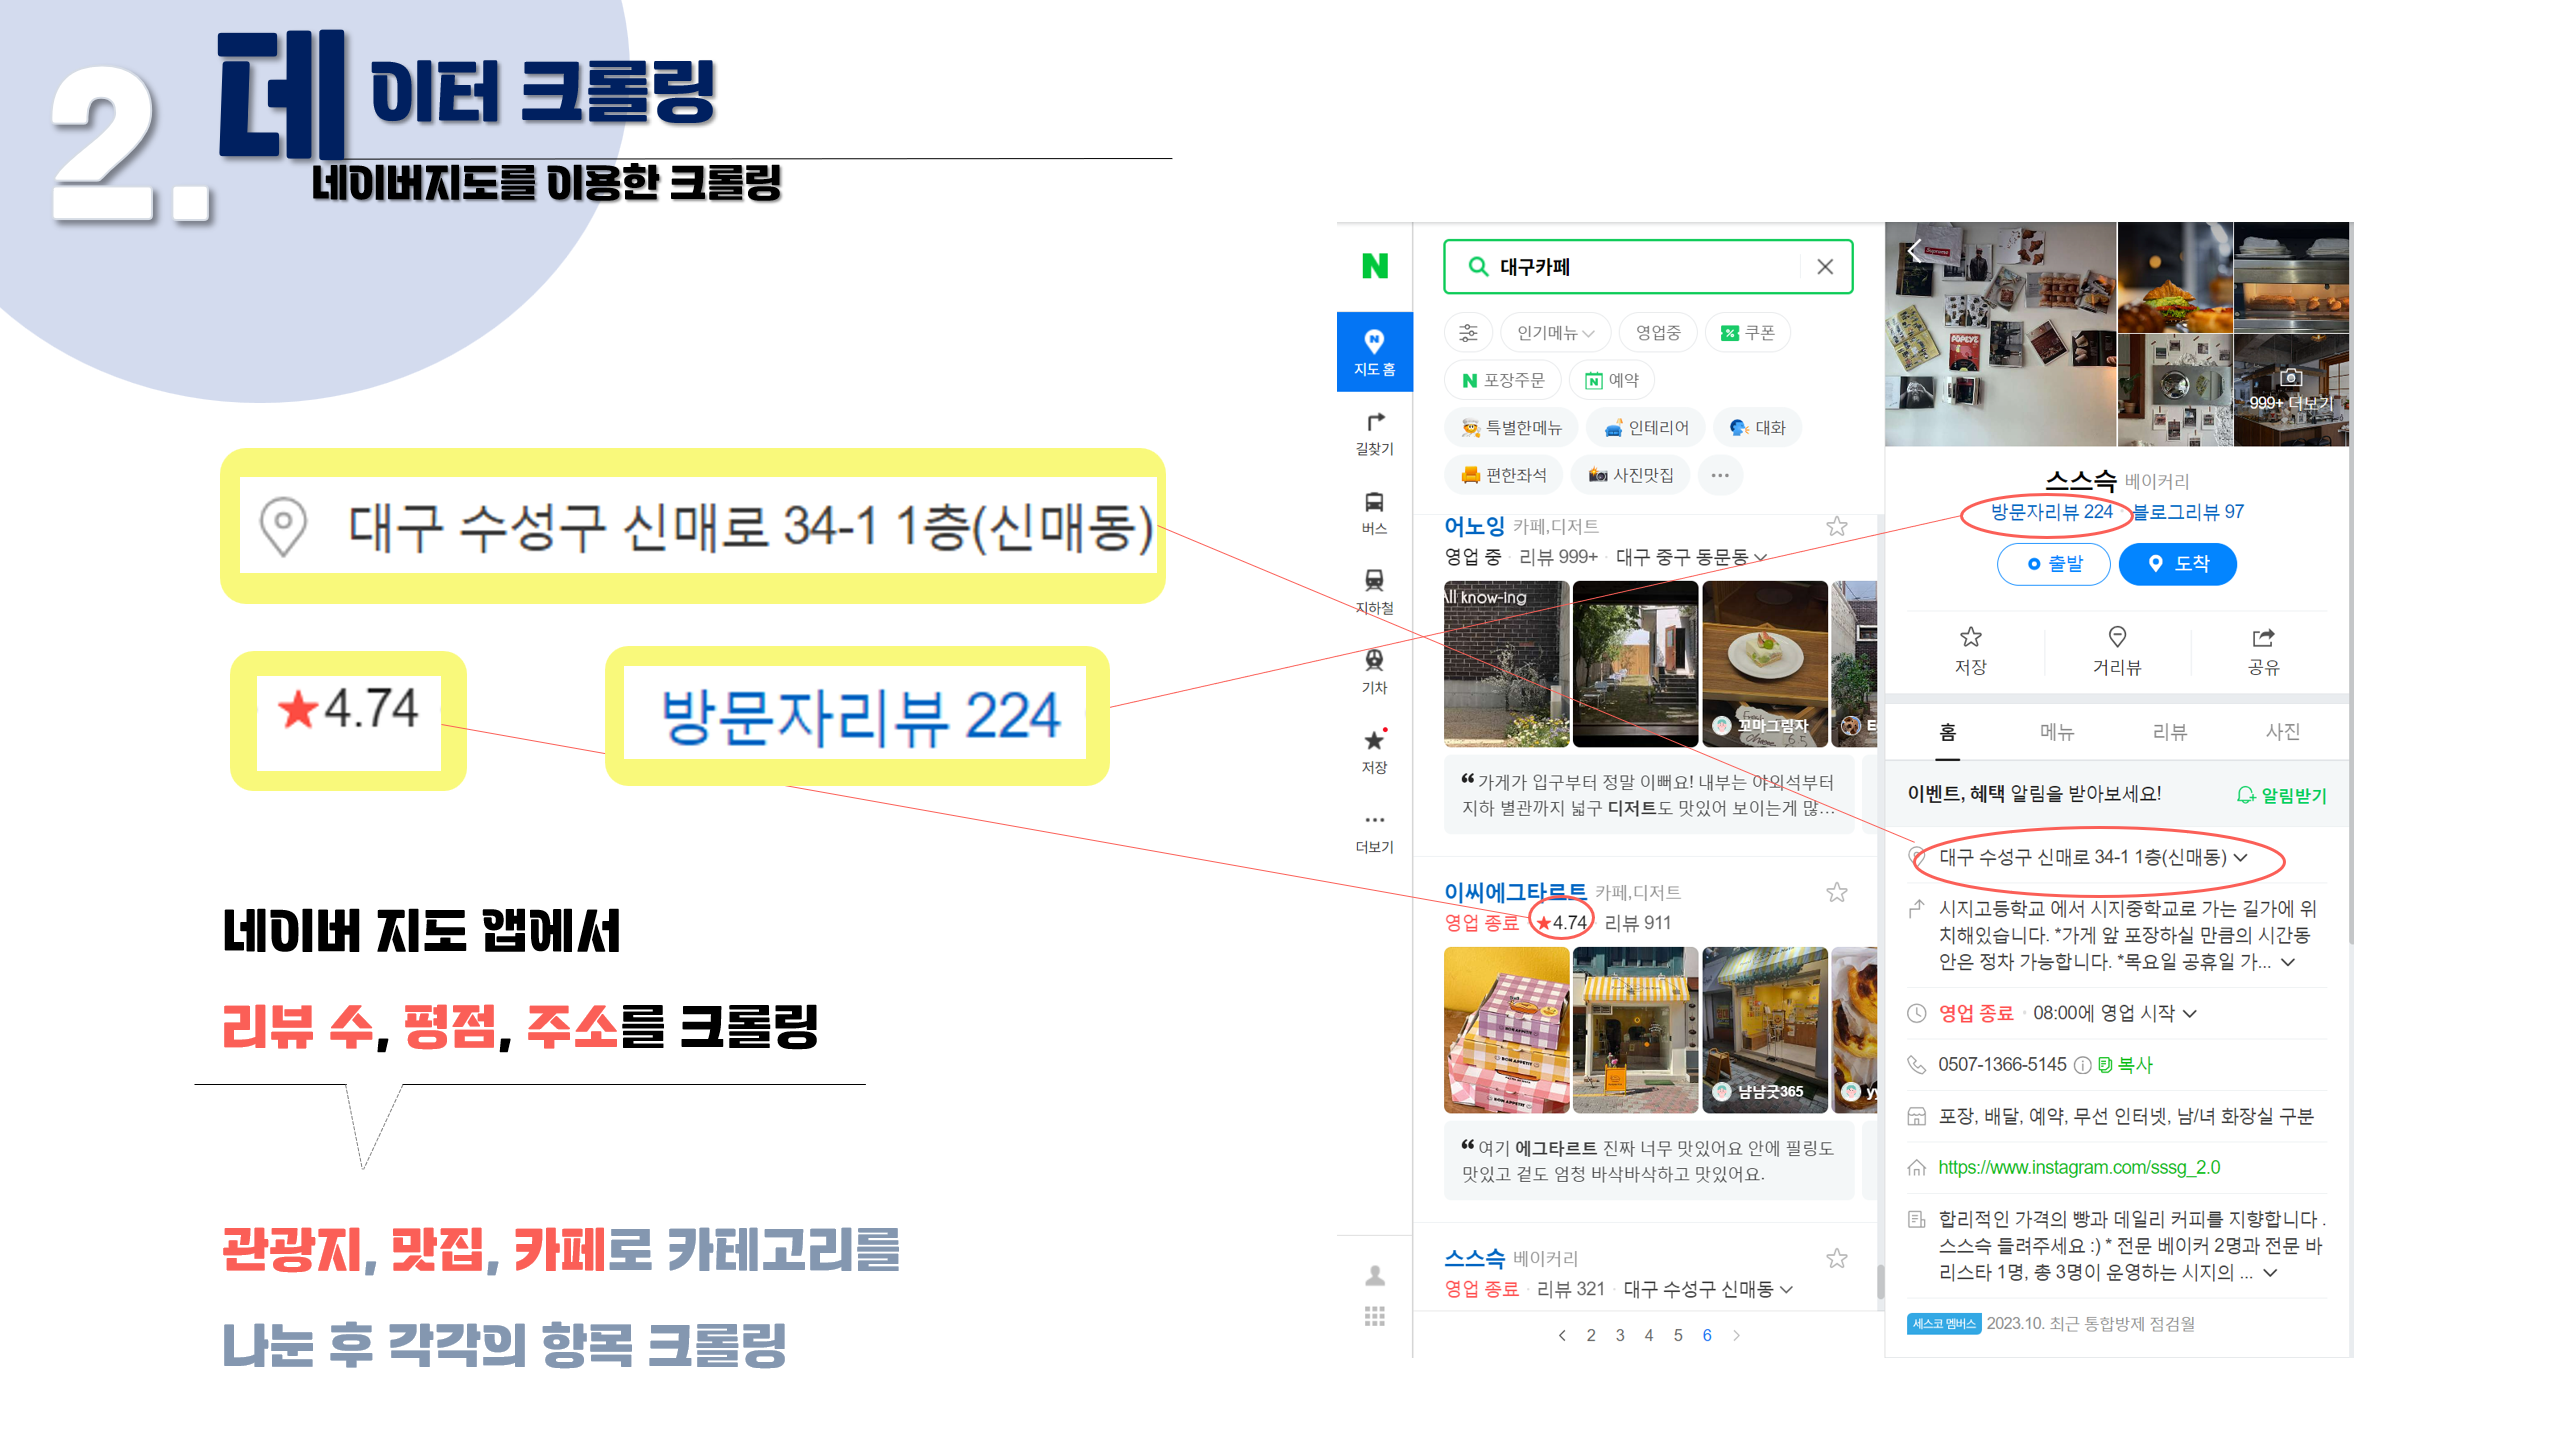 2.
데이터 크롤링
네이버지도를 이용한 크롤링
대구 수성구 신매로 34-1 1층(신매동)
★4.74
방문자리뷰 224
네이버 지도 앱에서
리뷰 수, 평점, 주소를 크롤링
관광지, 맛집, 카페로 카테고리를
나눈 후 각각의 항목 크롤링
N
지도 홈
길찾기
버스
지하철
기차
저장
더보기
대구카페
인기메뉴
영업중
쿠폰
N 포장주문
예약
특별한메뉴
인테리어
대화
편한좌석
사진맛집
어노잉 카페,디저트
영업 중 · 리뷰 999+ · 대구 중구 동문동
All know-ing
꼬마그림자
“ 가게가 입구부터 정말 이뻐요! 내부는 야외석부터
지하 별관까지 넓구 디저트도 맛있어 보이는게 많...
이씨에그타르트 카페,디저트
영업 종료 ★4.74 리뷰 911
BON APPETIT
냠냠굿365
“ 여기 에그타르트 진짜 너무 맛있어요 안에 필링도
맛있고 겉도 엄청 바삭바삭하고 맛있어요.
스스슥 베이커리
영업 종료 · 리뷰 321 · 대구 수성구 신매동
2 3 4 5 6
POPEYE
999+ 더보기
스스슥 베이커리
방문자리뷰 224 · 블로그리뷰 97
출발
도착
저장
거리뷰
공유
홈
메뉴
리뷰
사진
이벤트, 혜택 알림을 받아보세요!
알림받기
대구 수성구 신매로 34-1 1층(신매동)
시지고등학교 에서 시지중학교로 가는 길가에 위
치해있습니다. *가게 앞 포장하실 만큼의 시간동
안은 정차 가능합니다. *목요일 공휴일 가...
영업 종료 · 08:00에 영업 시작
0507-1366-5145 복사
포장, 배달, 예약, 무선 인터넷, 남/녀 화장실 구분
https://www.instagram.com/sssg_2.0
합리적인 가격의 빵과 데일리 커피를 지향합니다 .
스스슥 들려주세요 :) * 전문 베이커 2명과 전문 바
리스타 1명, 총 3명이 운영하는 시지의 ...
세스코 멤버스 2023.10. 최근 통합방제 점검월